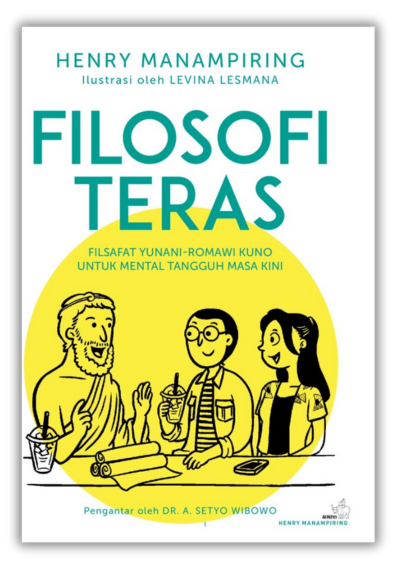 HENRY MANAMPIRING
Ilustrasi oleh LEVINA LESMANA
FILOSOFI
TERAS
FILSAFAT YUNANI-ROMAWI KUNO
UNTUK MENTAL TANGGUH MASA KINI
Pengantar oleh DR. A. SETYO WIBOWO
HENRY MANAMPIRING